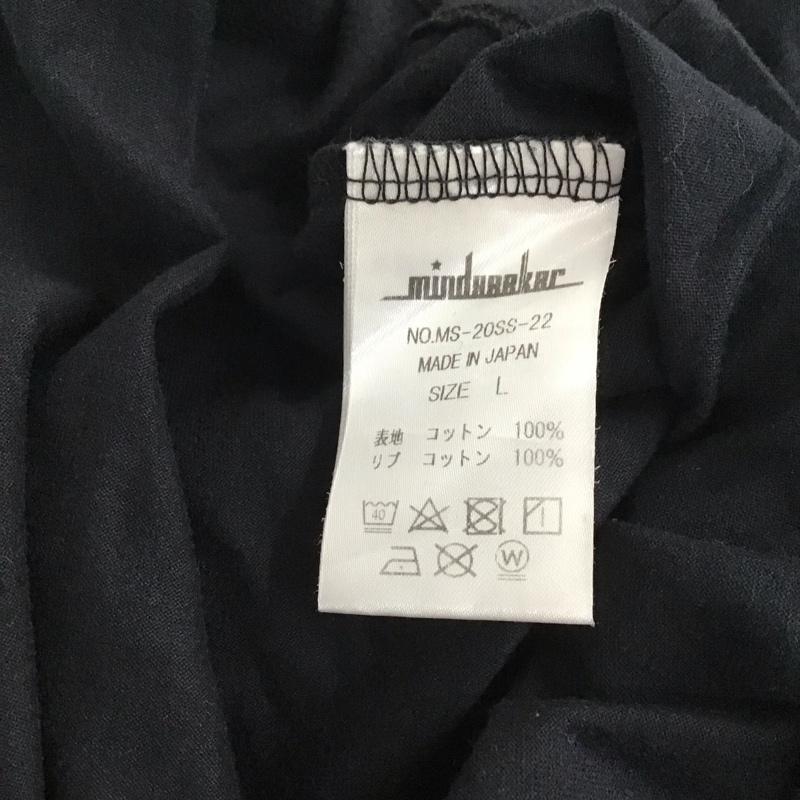 mindseeker
NO.MS-20SS-22
MADE IN JAPAN
SIZE L
表地 コットン 100%
リブ コットン 100%
40
W